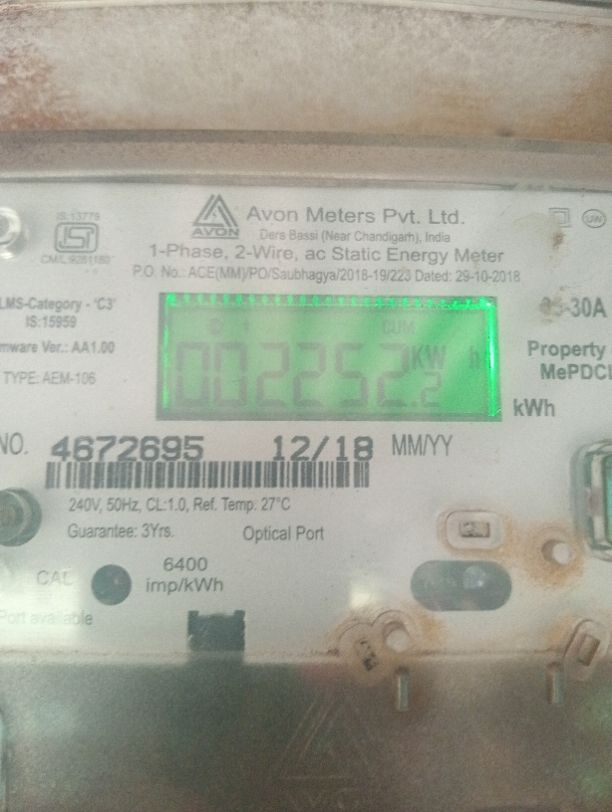 IS:13779
ISI
CM/L:9281180
AVON
Avon Meters Pvt. Ltd.
Ders Bassi (Near Chandigarh), India
1-Phase, 2-Wire, ac Static Energy Meter
P.O. No.: ACE(MM)/PO/Saubhagya/2018-19/223 Dated: 29-10-2018
UW
LMS-Category - 'C3'
IS:15959
mware Ver.: AA1.00
TYPE: AEM-106
CUM
002252.2 KW h
-30A
Property
MePDCL
kWh
NO. 4672695 12/18 MM/YY
240V, 50Hz, CL:1.0, Ref. Temp. 27°C
Guarantee: 3Yrs.
Optical Port
CAL
6400
imp/kWh
Port available